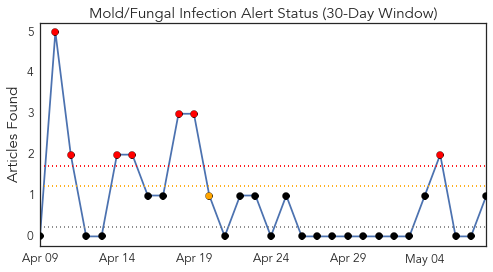 Mold/Fungal Infection Alert Status (30-Day Window)
Articles Found
5
4
3
2
1
0
Apr 09 Apr 14 Apr 19 Apr 24 Apr 29 May 04